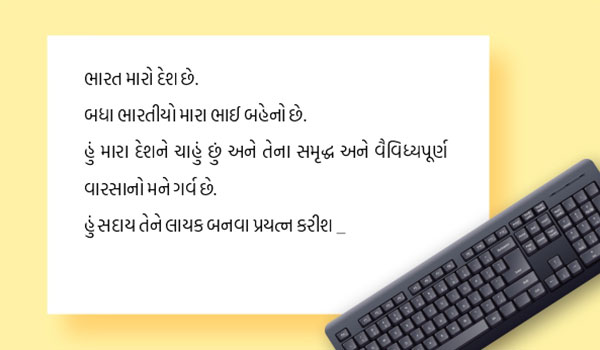 ભારત મારો દેશ છે.
બધા ભારતીયો મારા ભાઈ બહેનો છે.
હું મારા દેશને ચાહું છું અને તેના સમૃદ્ધ અને વૈવિધ્યપૂર્ણ
વારસાનો મને ગર્વ છે.
હું સદાય તેને લાયક બનવા પ્રયત્ન કરીશ _